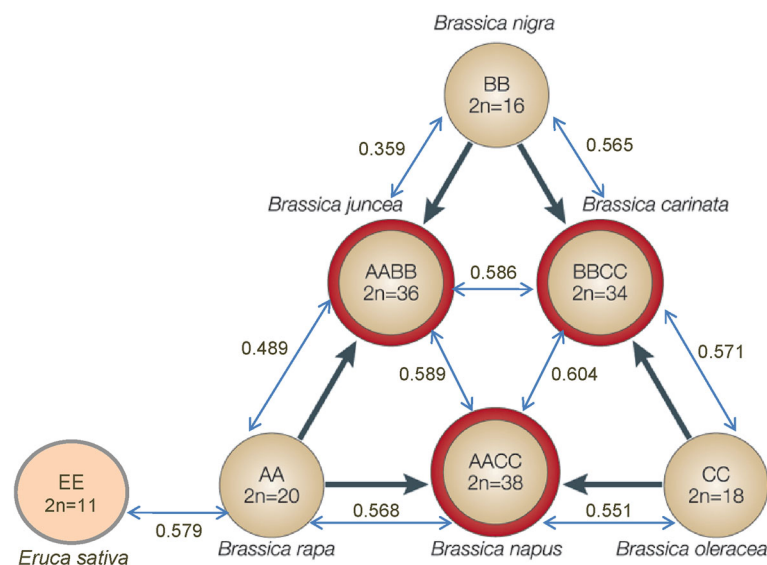 Brassica nigra
BB
2n=16
0.359
0.565
Brassica juncea
Brassica carinata
AABB
2n=36
0.586
BBCC
2n=34
0.489
0.589
0.604
0.571
EE
2n=11
AA
2n=20
AACC
2n=38
CC
2n=18
0.579
0.568
0.551
Eruca sativa
Brassica rapa
Brassica napus
Brassica oleracea